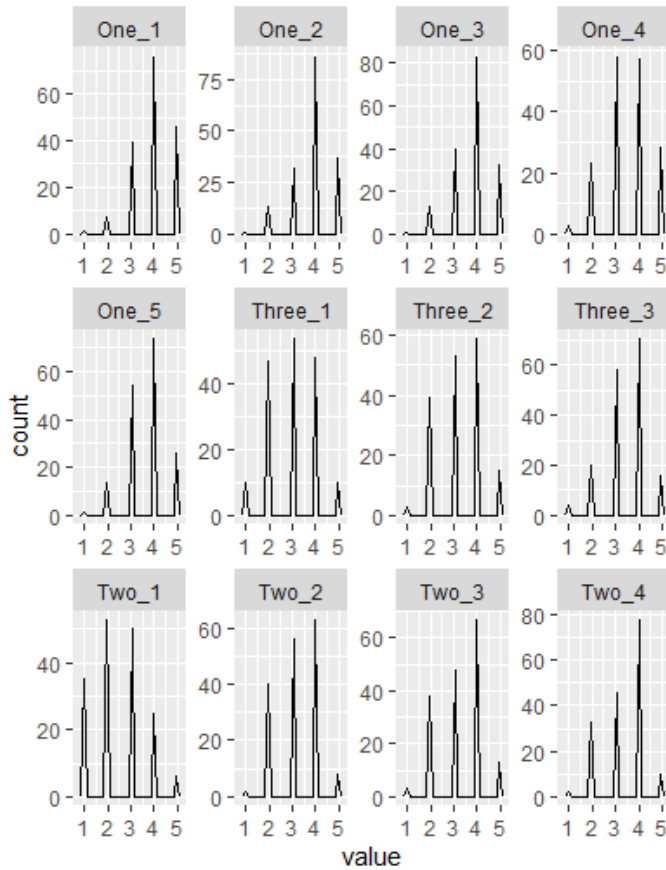 One_1 One_2 One_3 One_4
60 75 80 60
40 50 60 40
20 25 40 20
0 0 20 0
0
1 2 3 4 5 1 2 3 4 5 1 2 3 4 5 1 2 3 4 5
One_5 Three_1 Three_2 Three_3
60 40 60 60
40 20 40 40
20 0 20 20
0 0 0
1 2 3 4 5 1 2 3 4 5 1 2 3 4 5 1 2 3 4 5
count
Two_1 Two_2 Two_3 Two_4
40 60 60 80
20 40 40 60
0 20 20 40
0 0 20
0
1 2 3 4 5 1 2 3 4 5 1 2 3 4 5 1 2 3 4 5
value